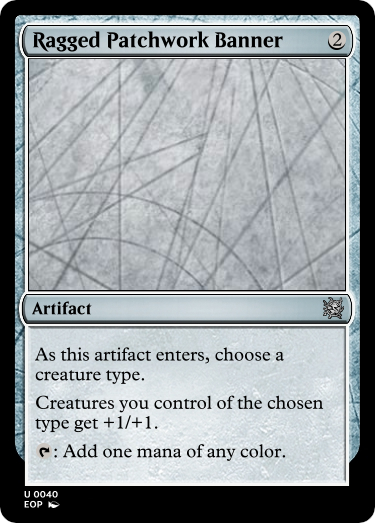 Ragged Patchwork Banner 2
Artifact
As this artifact enters, choose a
creature type.
Creatures you control of the chosen
type get +1/+1.
: Add one mana of any color.
U 0040
EOP